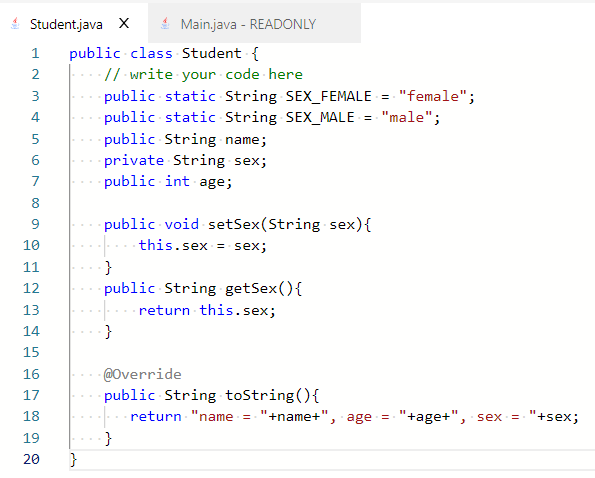 Student.java X Main.java - READONLY
1 public class Student {
2 // write your code here
3 public static String SEX_FEMALE = "female";
4 public static String SEX_MALE = "male";
5 public String name;
6 private String sex;
7 public int age;
8
9 public void setSex(String sex){
10 this.sex = sex;
11 }
12 public String getSex(){
13 return this.sex;
14 }
15
16 @Override
17 public String toString(){
18 return "name = "+name+", age = "+age+", sex = "+sex;
19 }
20 }